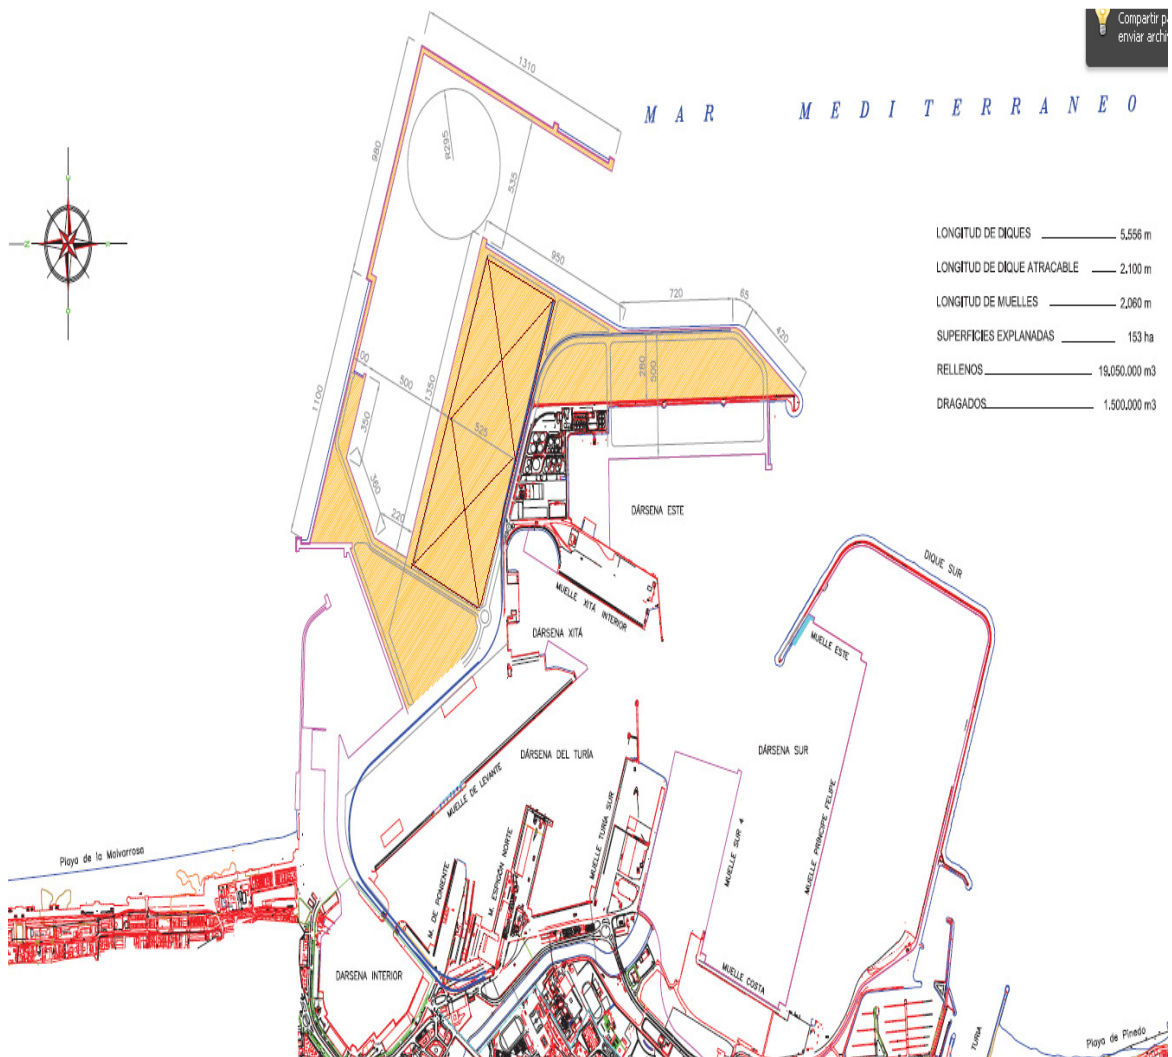 Compartir p
enviar archiv
MAR MEDITERRANEO
1310
980
R295
535
LONGITUD DE DIQUES 5,556 m
LONGITUD DE DIQUE ATRACABLE 2.100 m
LONGITUD DE MUELLES 2,060 m
SUPERFICIES EXPLANADAS 153 ha
RELLENOS 19.050.000 m3
DRAGADOS 1.500.000 m3
950
720
65
420
500
1350
280
500
1100
350
525
360
220
DÁRSENA ESTE
DIQUE SUR
MUELLE XITÁ INTERIOR
DÁRSENA XITÁ
MUELLE ESTE
DÁRSENA DEL TURÍA
DÁRSENA SUR
MUELLE DE LEVANTE
MUELLE TURÍA SUR
MUELLE SUR 4
MUELLE PRINCIPE FELIPE
Playa de la Malvarrosa
M. DE PONIENTE
M. ESPIGÓN NORTE
DARSENA INTERIOR
MUELLE COSTA
TURIA
Playa de Pinedo